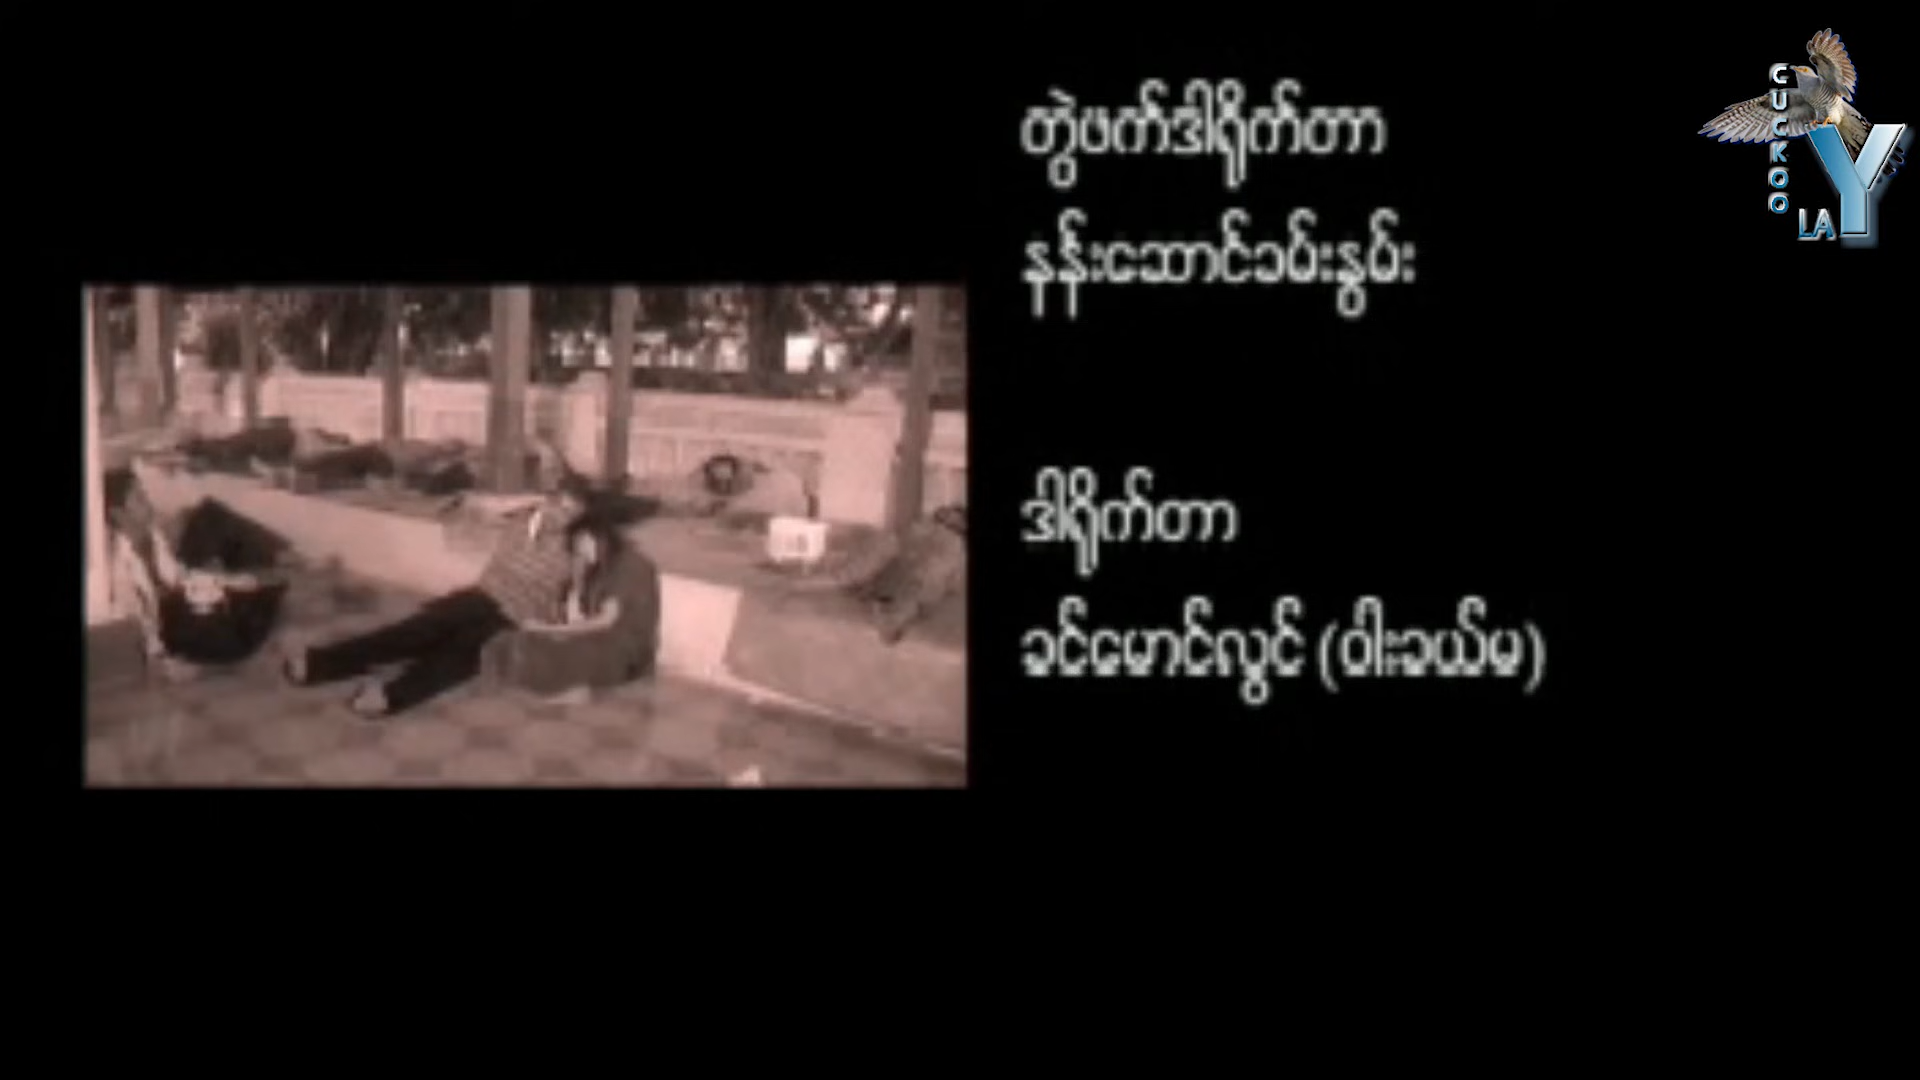 တွဲဖက်ဒါရိုက်တာ
နန်းဆောင်ခမ်းနွမ်း
ဒါရိုက်တာ
ခင်မောင်လွင် (ဝါးခယ်မ)
CUCKOO
LAY